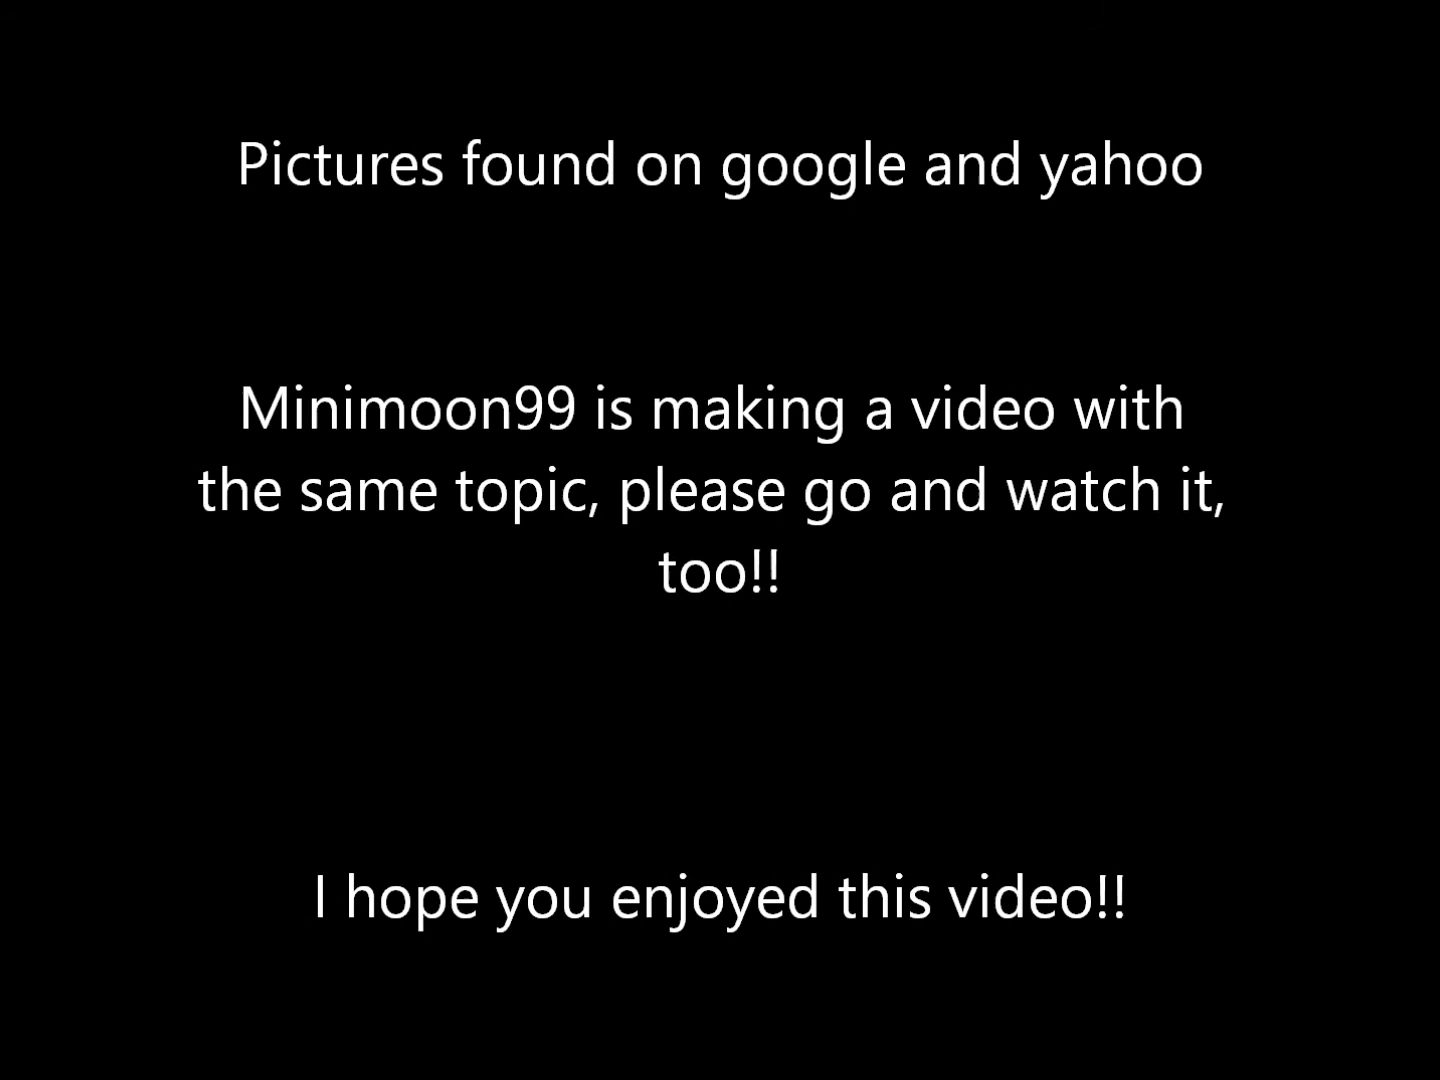 Pictures found on google and yahoo
Minimoon99 is making a video with
the same topic, please go and watch it,
too!!
I hope you enjoyed this video!!